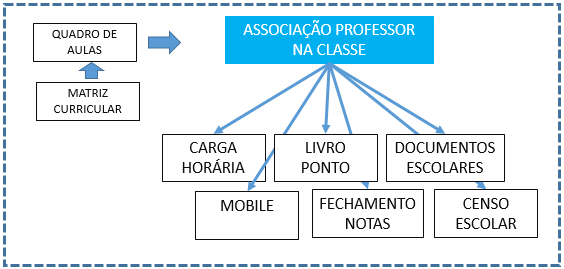 QUADRO DE
AULAS
MATRIZ
CURRICULAR
ASSOCIAÇÃO PROFESSOR
NA CLASSE
CARGA
HORÁRIA
LIVRO
PONTO
DOCUMENTOS
ESCOLARES
MOBILE
FECHAMENTO
NOTAS
CENSO
ESCOLAR